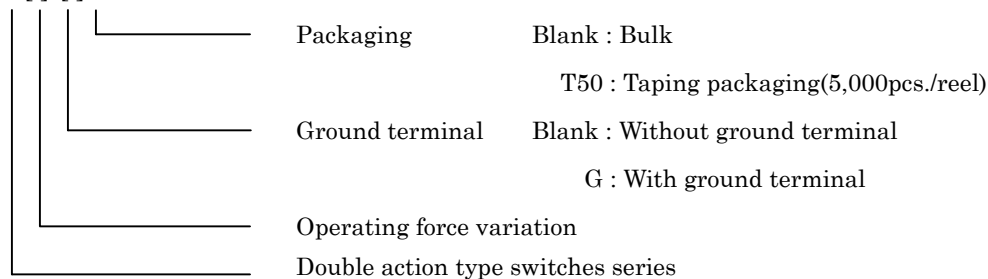 Packaging Blank : Bulk
T50 : Taping packaging(5,000pcs./reel)
Ground terminal Blank : Without ground terminal
G : With ground terminal
Operating force variation
Double action type switches series